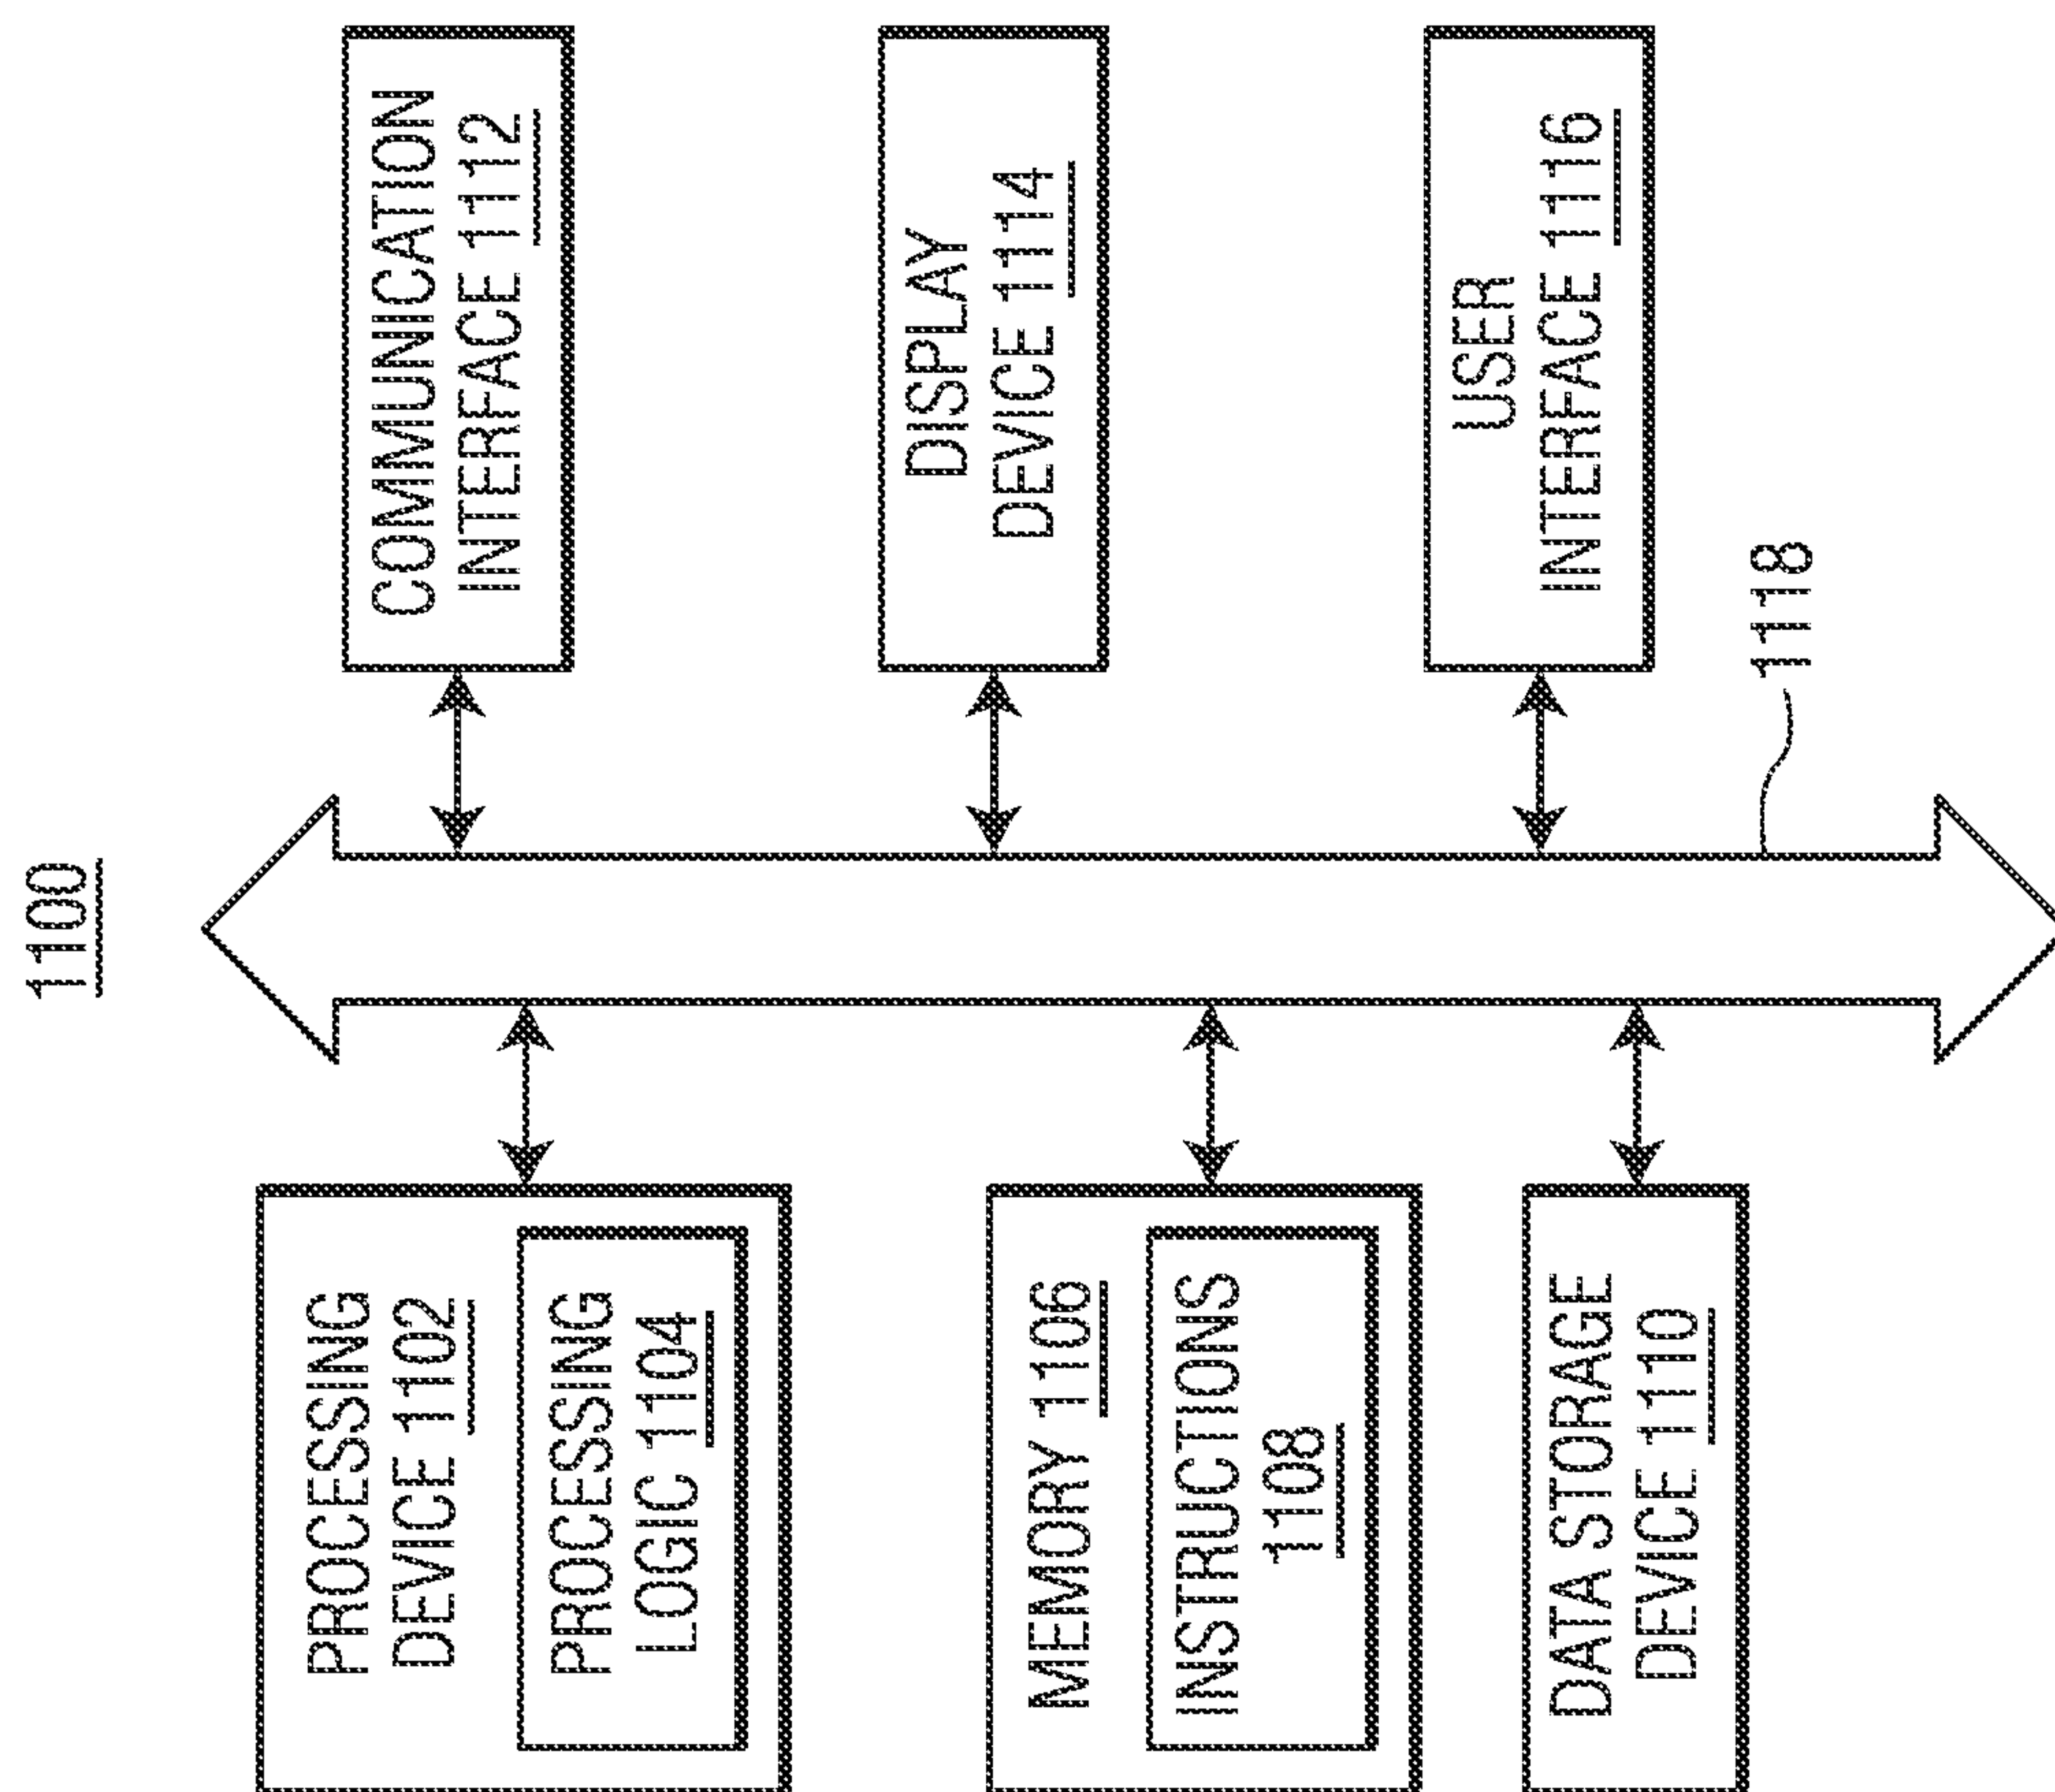 1100
PROCESSING
DEVICE 1102
PROCESSING
LOGIC 1104
MEMORY 1106
INSTRUCTIONS
1108
DATA STORAGE
DEVICE 1110
COMMUNICATION
INTERFACE 1112
DISPLAY
DEVICE 1114
USER
INTERFACE 1116
1118